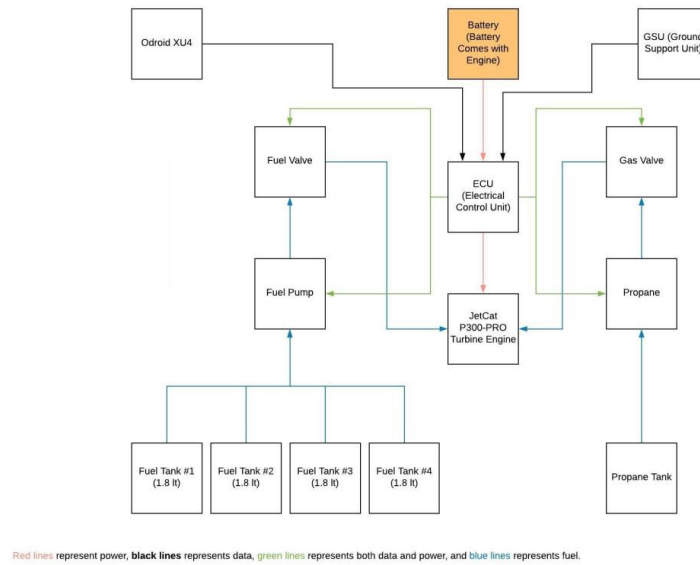 Odroid XU4
Battery
(Battery
Comes with
Engine)
GSU (Ground
Support Unit)
Fuel Valve
ECU
(Electrical
Control Unit)
Gas Valve
Fuel Pump
JetCat
P300-PRO
Turbine Engine
Propane
Fuel Tank #1
(1.8 lt)
Fuel Tank #2
(1.8 lt)
Fuel Tank #3
(1.8 lt)
Fuel Tank #4
(1.8 lt)
Propane Tank
Red lines represent power, black lines represents data, green lines represents both data and power, and blue lines represents fuel.